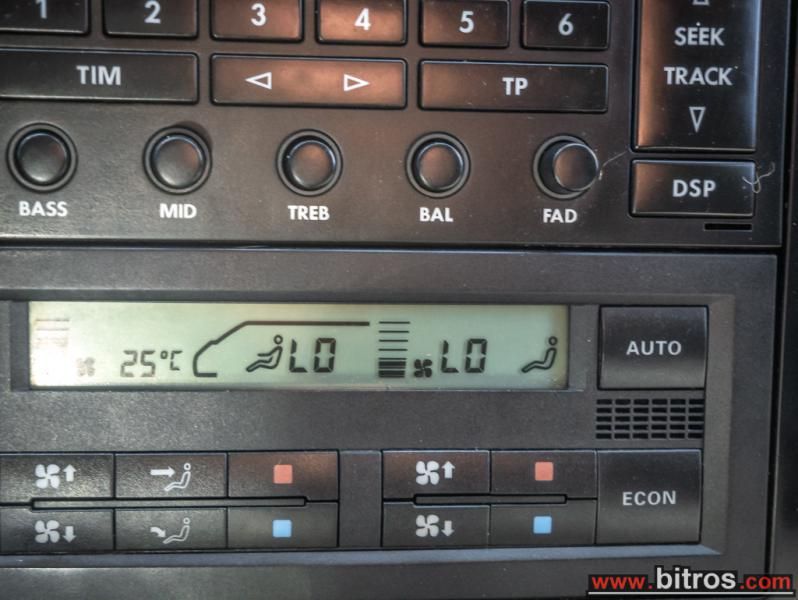 1 2 3 4 5 6
SEEK
TIM TP
TRACK
BASS MID TREB BAL FAD
DSP
25°C LO LO
AUTO
ECON
www.bitros.com